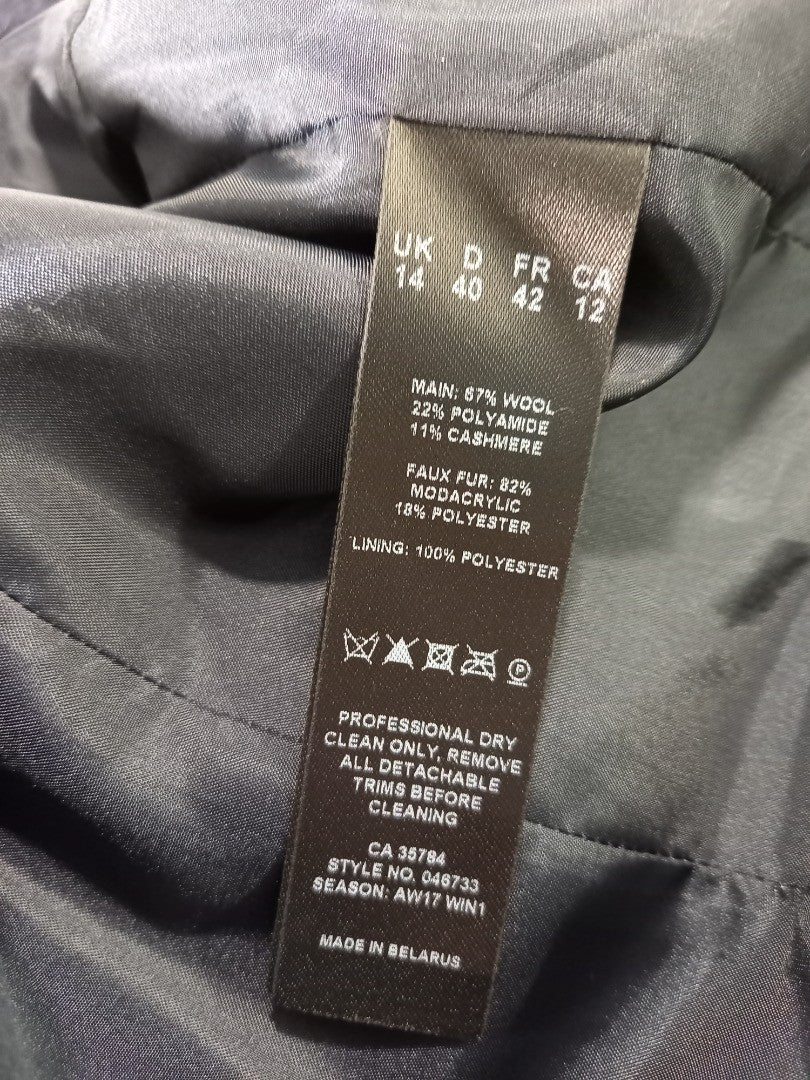 UK D FR CA
14 40 42 12
MAIN: 67% WOOL
22% POLYAMIDE
11% CASHMERE
FAUX FUR: 82%
MODACRYLIC
18% POLYESTER
LINING: 100% POLYESTER
P
PROFESSIONAL DRY
CLEAN ONLY, REMOVE
ALL DETACHABLE
TRIMS BEFORE
CLEANING
CA 35784
STYLE NO. 046733
SEASON: AW17 WIN1
MADE IN BELARUS